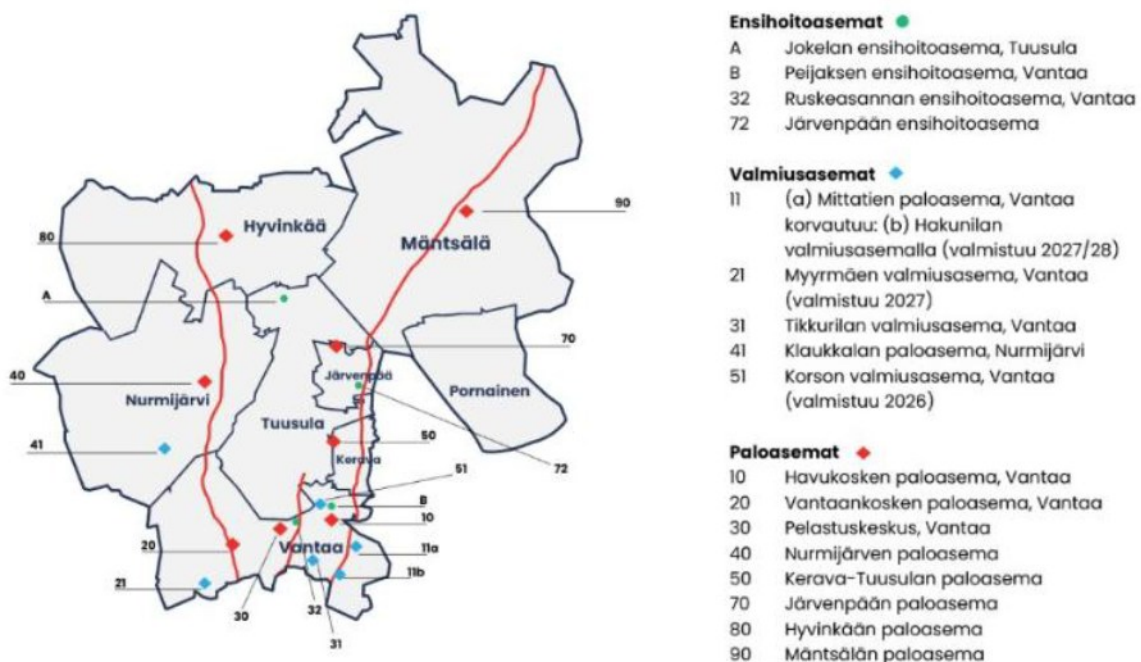 Hyvinkää
Mäntsälä
90
80
A
70
Järvenpää
40
Nurmijärvi
Pornainen
Tuusula
50
41
Kerava
51
72
B
10
20
Vantaa
11a
21
11b
30
32
31
Ensihoitoasemat
A Jokelan ensihoitoasema, Tuusula
B Peijaksen ensihoitoasema, Vantaa
32 Ruskeasannan ensihoitoasema, Vantaa
72 Järvenpään ensihoitoasema
Valmiusasemat
11 (a) Mittatien paloasema, Vantaa
korvautuu: (b) Hakunilan
valmiusasemalla (valmistuu 2027/28)
21 Myyrmäen valmiusasema, Vantaa
(valmistuu 2027)
31 Tikkurilan valmiusasema, Vantaa
41 Klaukkalan paloasema, Nurmijärvi
51 Korson valmiusasema, Vantaa
(valmistuu 2026)
Paloasemat
10 Havukosken paloasema, Vantaa
20 Vantaankosken paloasema, Vantaa
30 Pelastuskeskus, Vantaa
40 Nurmijärven paloasema
50 Kerava-Tuusulan paloasema
70 Järvenpään paloasema
80 Hyvinkään paloasema
90 Mäntsälän paloasema